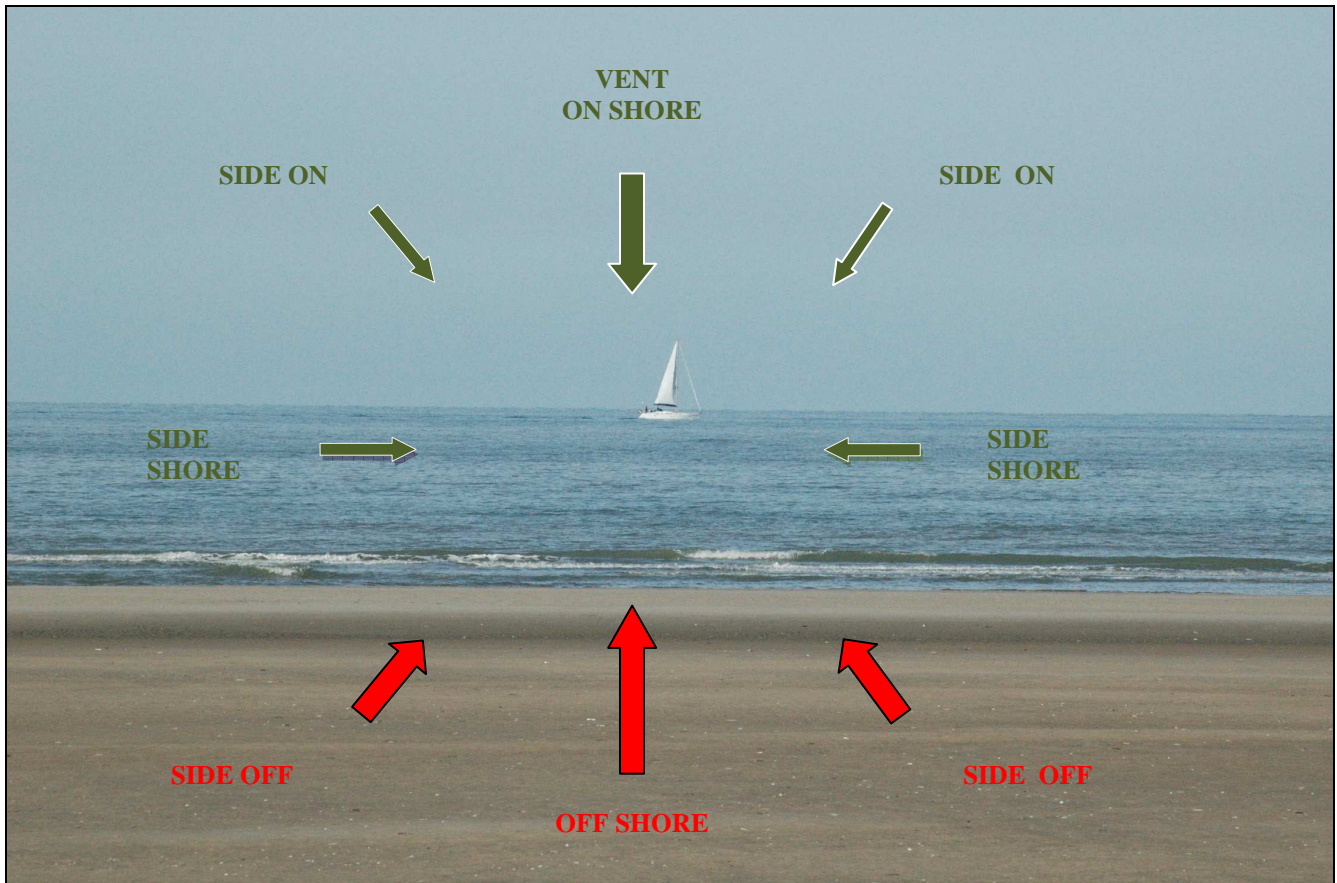 VENT
ON SHORE
SIDE ON
SIDE ON
SIDE
SHORE
SIDE
SHORE
SIDE OFF
SIDE OFF
OFF SHORE